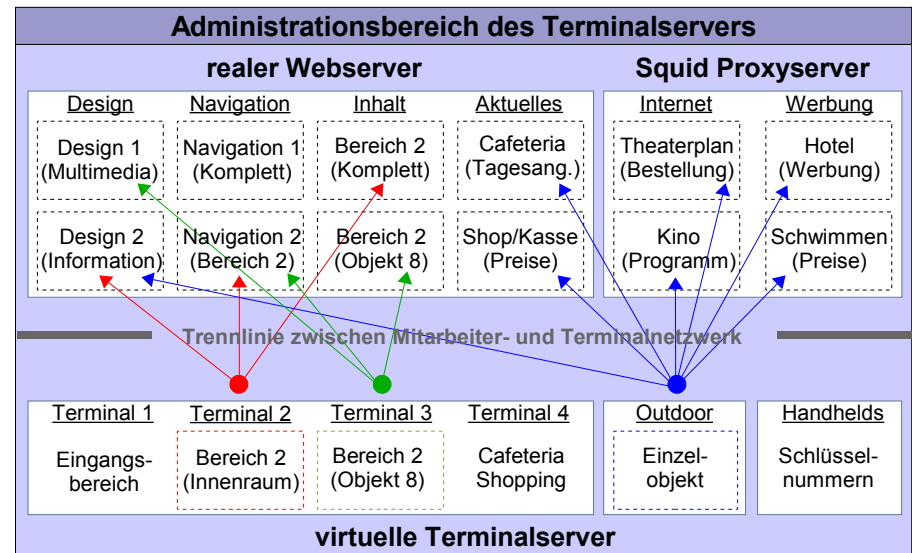 Administrationsbereich des Terminalservers
realer Webserver
Squid Proxyserver
Design
Navigation
Inhalt
Aktuelles
Internet
Werbung
Design 1
(Multimedia)
Navigation 1
(Komplett)
Bereich 2
(Komplett)
Cafeteria
(Tagesang.)
Theaterplan
(Bestellung)
Hotel
(Werbung)
Design 2
(Information)
Navigation 2
(Bereich 2)
Bereich 2
(Objekt 8)
Shop/Kasse
(Preise)
Kino
(Programm)
Schwimmen
(Preise)
Trennlinie zwischen Mitarbeiter- und Terminalnetzwerk
Terminal 1
Terminal 2
Terminal 3
Terminal 4
Outdoor
Handhelds
Eingangs-
bereich
Bereich 2
(Innenraum)
Bereich 2
(Objekt 8)
Cafeteria
Shopping
Einzel-
objekt
Schlüssel-
nummern
virtuelle Terminalserver